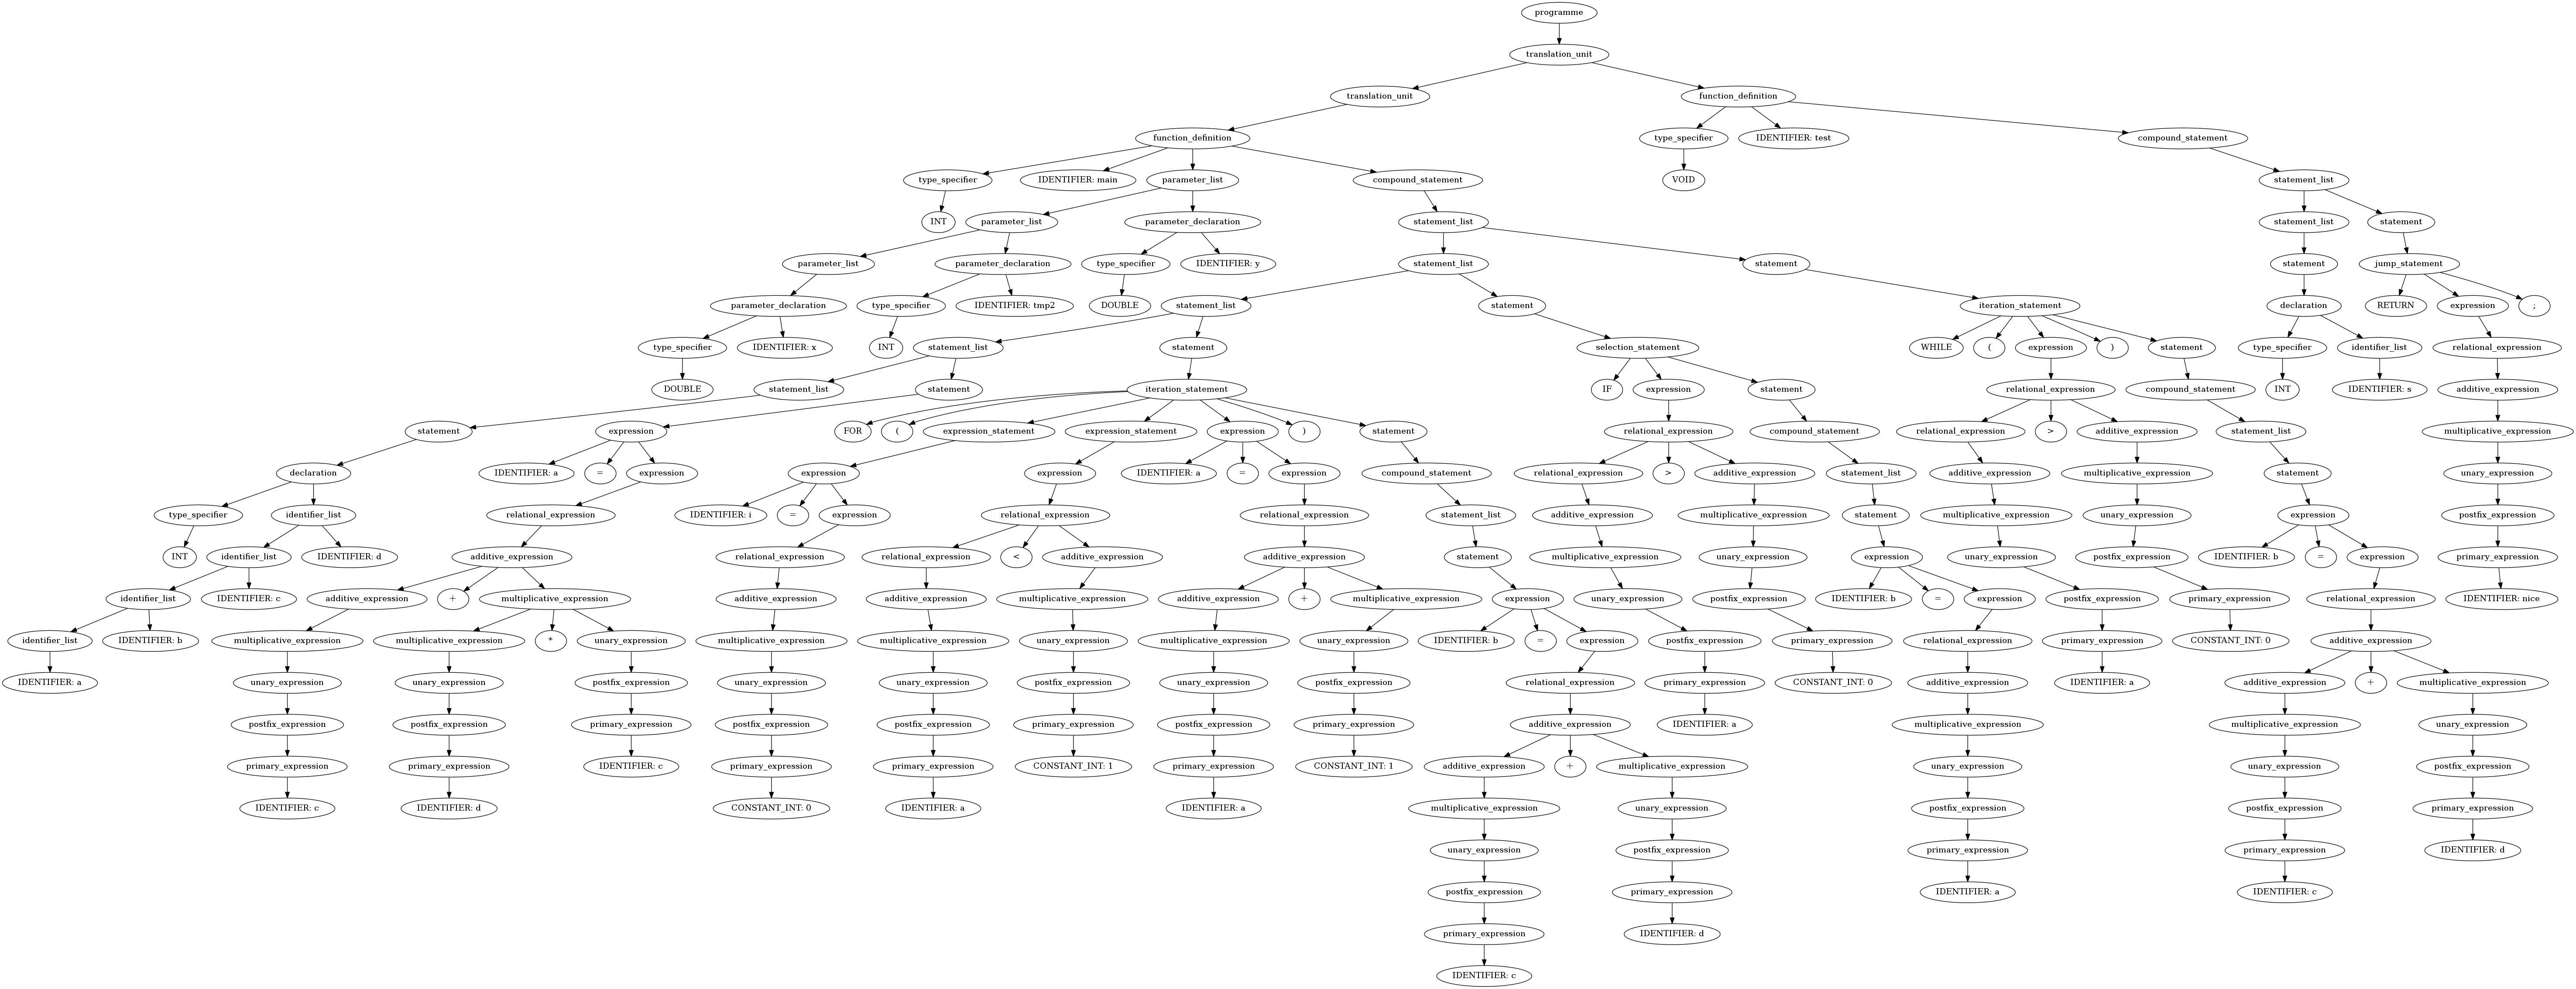 programme
translation_unit
translation_unit function_definition
function_definition type_specifier IDENTIFIER: test compound_statement
type_specifier IDENTIFIER: main parameter_list compound_statement VOID statement_list
INT parameter_list parameter_declaration statement_list statement_list statement
parameter_list parameter_declaration type_specifier IDENTIFIER: y statement_list statement statement jump_statement
parameter_declaration type_specifier IDENTIFIER: tmp2 DOUBLE statement_list statement iteration_statement declaration RETURN expression ;
type_specifier IDENTIFIER: x INT statement_list statement selection_statement WHILE ( expression ) statement type_specifier identifier_list relational_expression
DOUBLE statement_list statement iteration_statement IF expression statement relational_expression compound_statement INT IDENTIFIER: s additive_expression
statement expression FOR ( expression_statement expression_statement expression ) statement relational_expression compound_statement relational_expression > additive_expression statement_list multiplicative_expression
declaration IDENTIFIER: a = expression expression expression IDENTIFIER: a = expression compound_statement relational_expression > additive_expression statement_list additive_expression multiplicative_expression statement unary_expression
type_specifier identifier_list relational_expression IDENTIFIER: i = expression relational_expression relational_expression statement_list additive_expression multiplicative_expression statement multiplicative_expression unary_expression expression postfix_expression
INT identifier_list IDENTIFIER: d additive_expression relational_expression relational_expression < additive_expression additive_expression statement multiplicative_expression unary_expression expression unary_expression postfix_expression IDENTIFIER: b = expression primary_expression
identifier_list IDENTIFIER: c additive_expression + multiplicative_expression additive_expression additive_expression multiplicative_expression additive_expression + multiplicative_expression expression unary_expression postfix_expression IDENTIFIER: b = expression postfix_expression primary_expression relational_expression IDENTIFIER: nice
identifier_list IDENTIFIER: b multiplicative_expression multiplicative_expression * unary_expression multiplicative_expression multiplicative_expression unary_expression multiplicative_expression unary_expression IDENTIFIER: b = expression postfix_expression primary_expression relational_expression primary_expression CONSTANT_INT: 0 additive_expression
IDENTIFIER: a unary_expression unary_expression postfix_expression unary_expression unary_expression postfix_expression unary_expression postfix_expression relational_expression primary_expression CONSTANT_INT: 0 additive_expression IDENTIFIER: a additive_expression + multiplicative_expression
postfix_expression postfix_expression primary_expression postfix_expression postfix_expression primary_expression postfix_expression primary_expression additive_expression IDENTIFIER: a multiplicative_expression multiplicative_expression unary_expression
primary_expression primary_expression IDENTIFIER: c primary_expression primary_expression CONSTANT_INT: 1 primary_expression CONSTANT_INT: 1 additive_expression + multiplicative_expression unary_expression unary_expression postfix_expression
IDENTIFIER: c IDENTIFIER: d CONSTANT_INT: 0 IDENTIFIER: a IDENTIFIER: a multiplicative_expression unary_expression postfix_expression postfix_expression primary_expression
unary_expression postfix_expression primary_expression primary_expression IDENTIFIER: d
postfix_expression primary_expression IDENTIFIER: a IDENTIFIER: c
primary_expression IDENTIFIER: d
IDENTIFIER: c